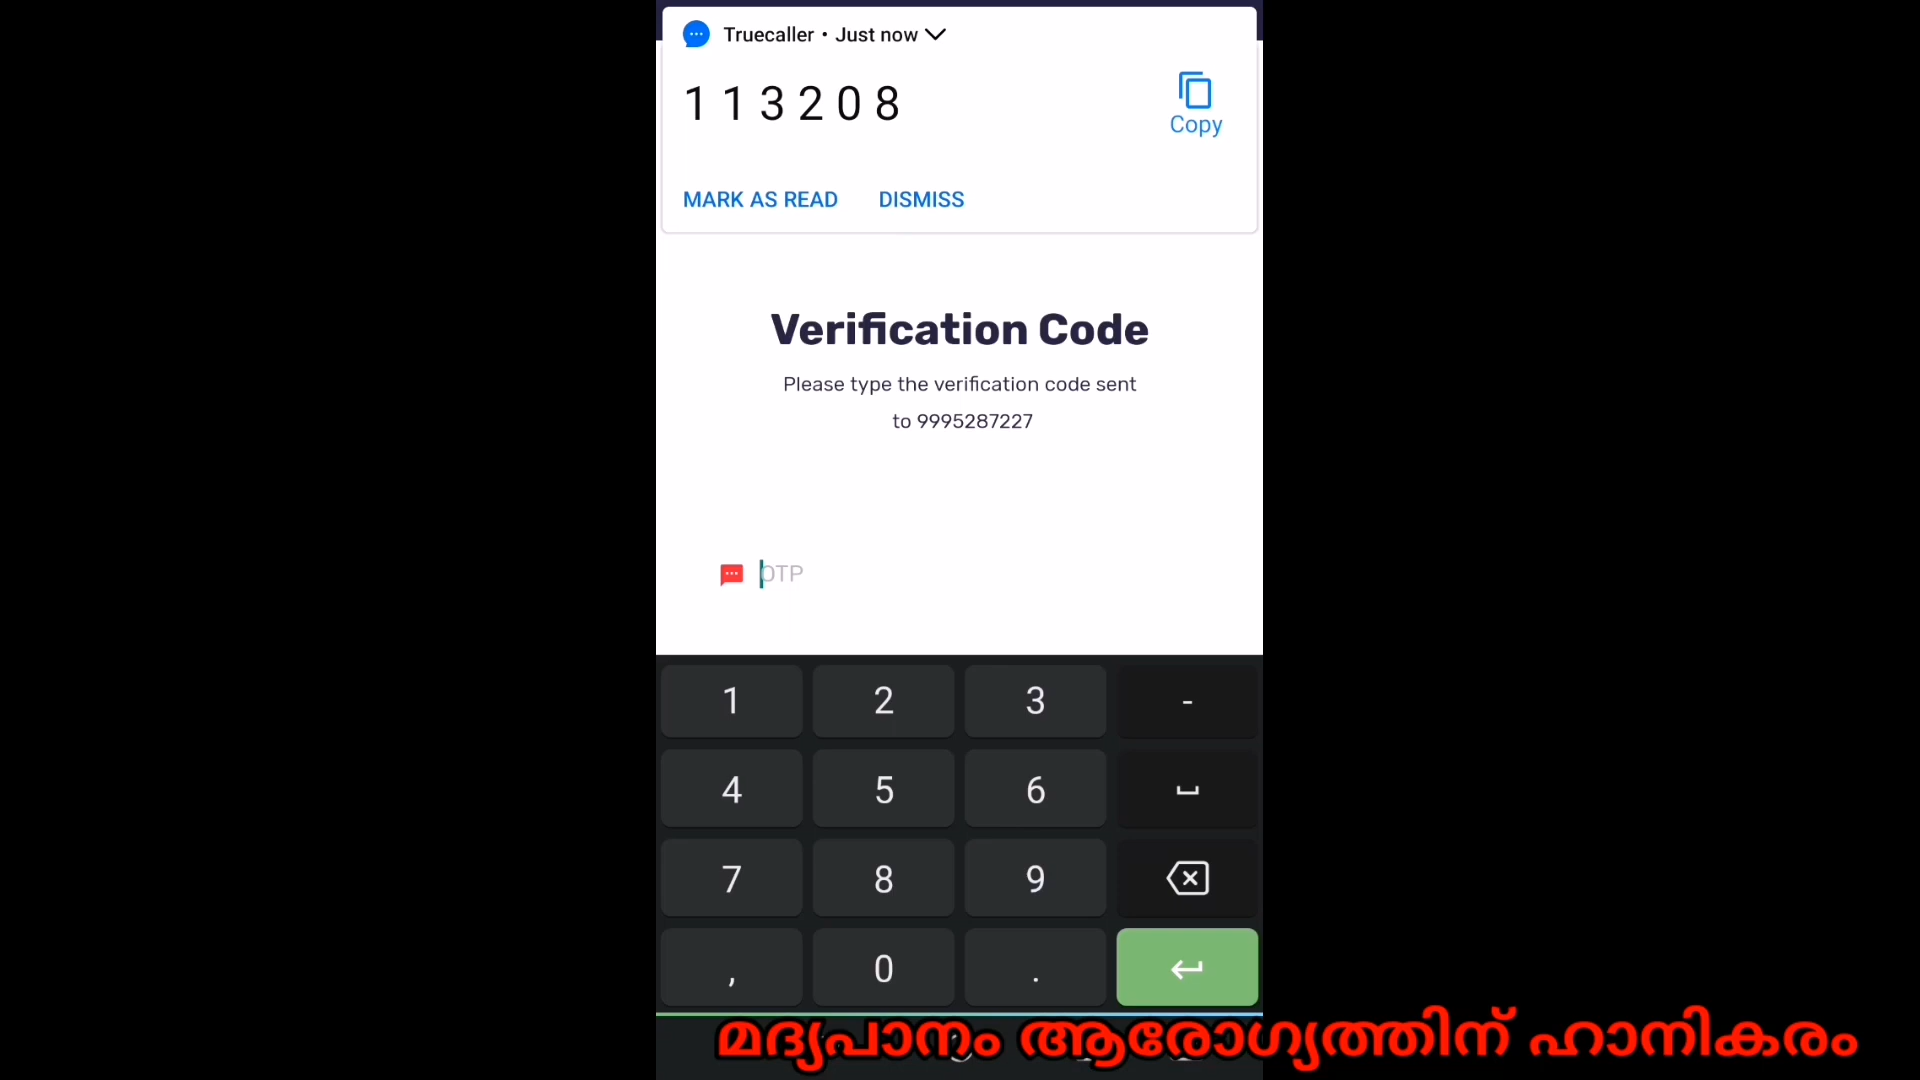 Truecaller • Just now
1 1 3 2 0 8
Copy
MARK AS READ DISMISS
Verification Code
Please type the verification code sent
to 9995287227
OTP
1 2 3 -
4 5 6
7 8 9
, 0 .
മദ്യപാനം ആരോഗ്യത്തിന് ഹാനികരം